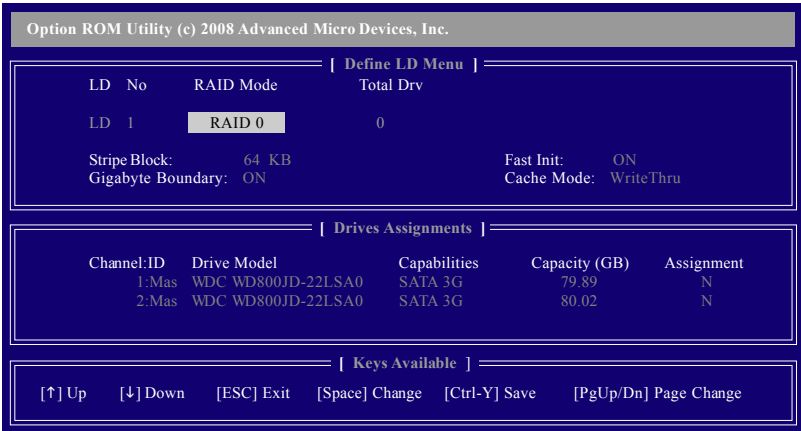 Option ROM Utility (c) 2008 Advanced Micro Devices, Inc.
[ Define LD Menu ]
LD No RAID Mode Total Drv
LD 1 RAID 0 0
Stripe Block: 64 KB Fast Init: ON
Gigabyte Boundary: ON Cache Mode: WriteThru
[ Drives Assignments ]
Channel:ID Drive Model Capabilities Capacity (GB) Assignment
1:Mas WDC WD800JD-22LSA0 SATA 3G 79.89 N
2:Mas WDC WD800JD-22LSA0 SATA 3G 80.02 N
[ Keys Available ]
[↑] Up [↓] Down [ESC] Exit [Space] Change [Ctrl-Y] Save [PgUp/Dn] Page Change